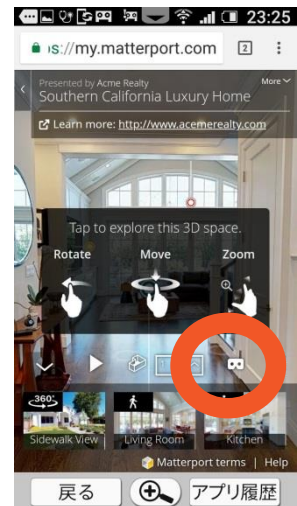 23:25
s://my.matterport.com
2
Presented by Acme Realty
More
Southern California Luxury Home
Learn more: http://www.acemerealty.com
Tap to explore this 3D space.
Rotate Move Zoom
360°
Sidewalk View Living Room Kitchen
Matterport terms | Help
戻る アプリ履歴